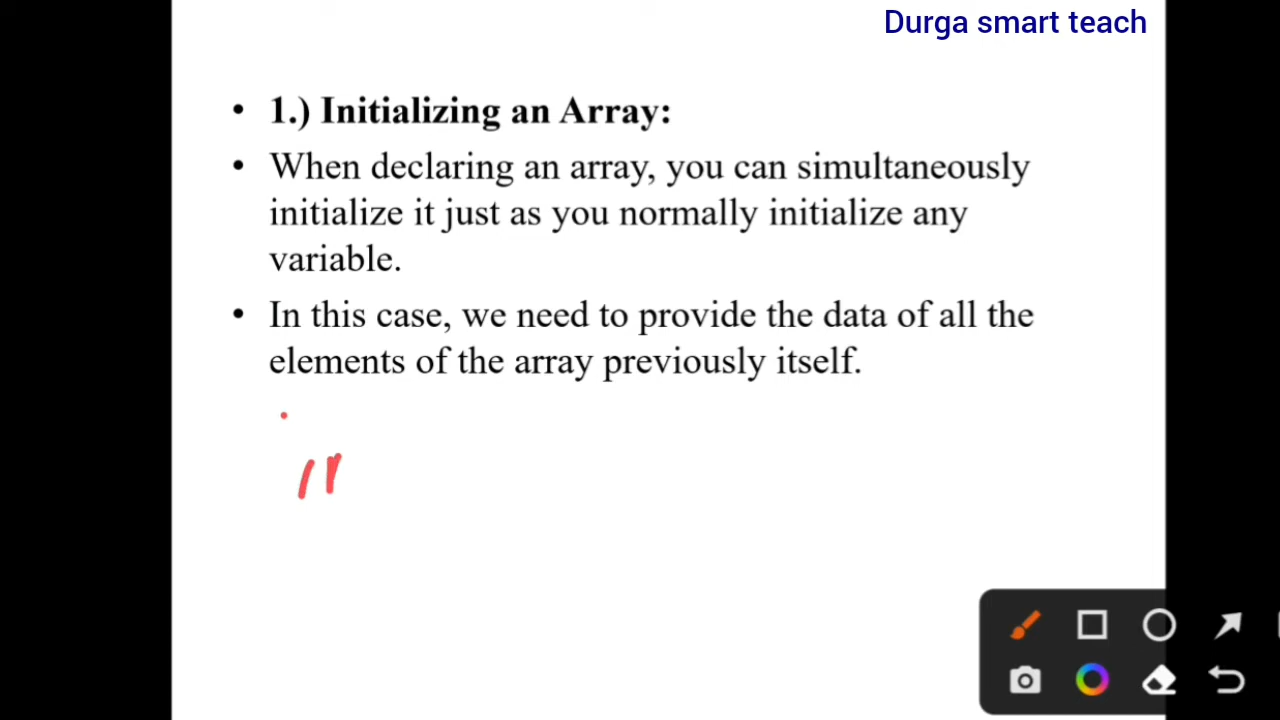 Durga smart teach
• 1.) Initializing an Array:
• When declaring an array, you can simultaneously
initialize it just as you normally initialize any
variable.
• In this case, we need to provide the data of all the
elements of the array previously itself.